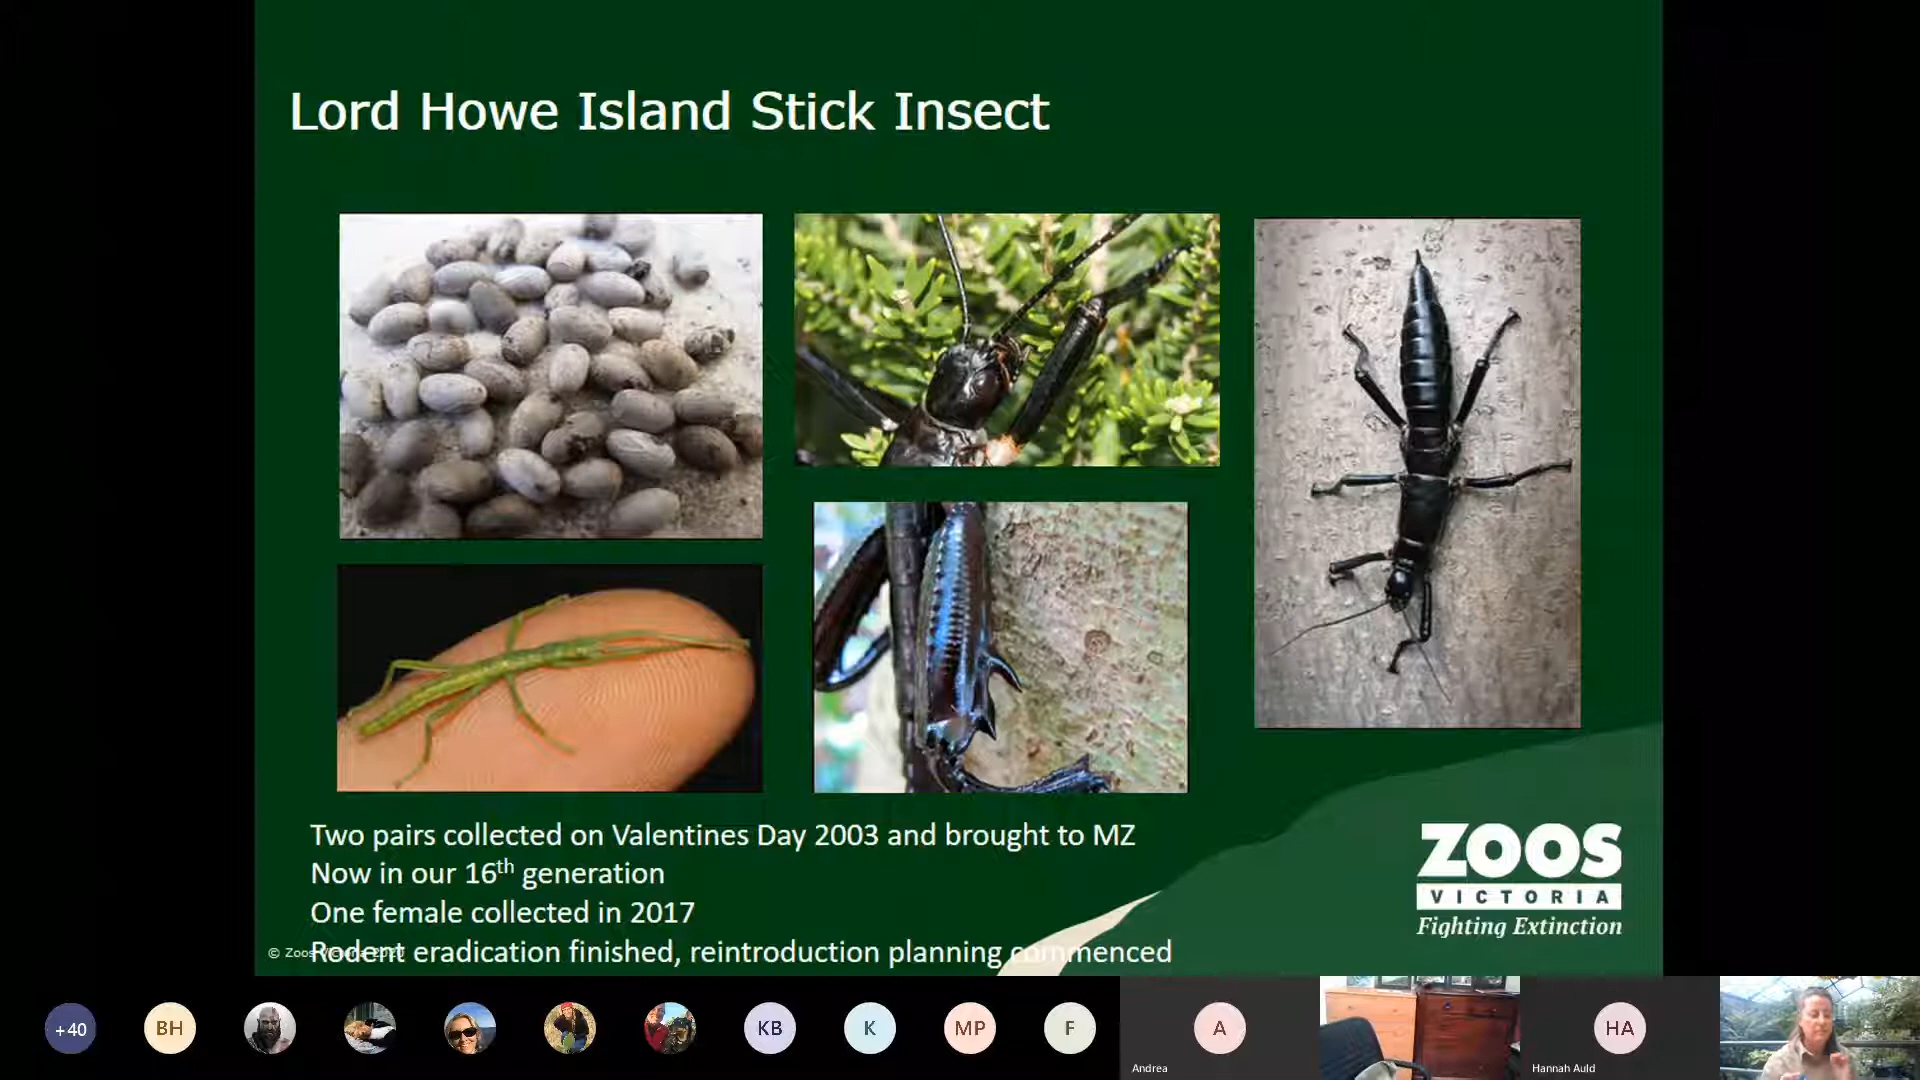 Lord Howe Island Stick Insect
Two pairs collected on Valentines Day 2003 and brought to MZ
Now in our 16th generation
One female collected in 2017
Rodent eradication finished, reintroduction planning commenced
© Zoos
ZOOS
VICTORIA
Fighting Extinction
+40
BH
KB
K
MP
F
A
Andrea
HA
Hannah Auld